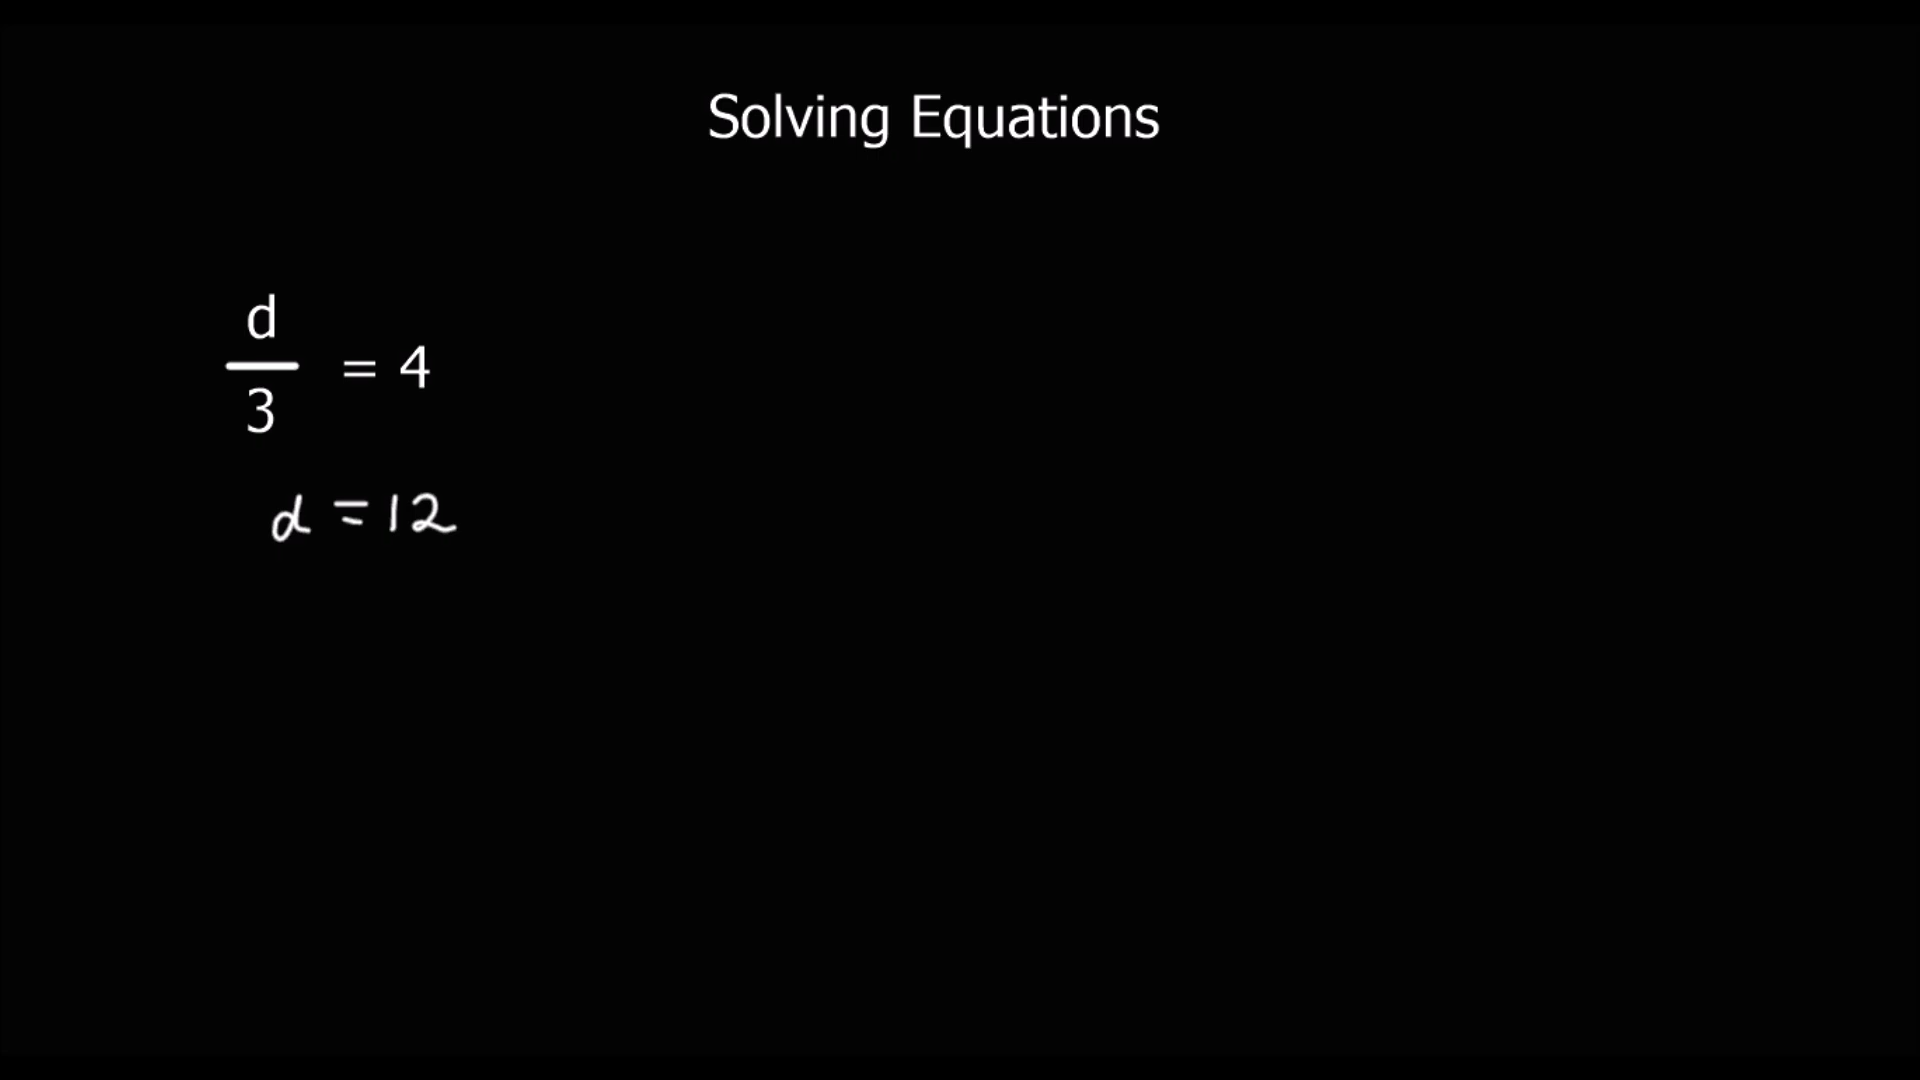 Solving Equations
d
3
= 4
d = 12